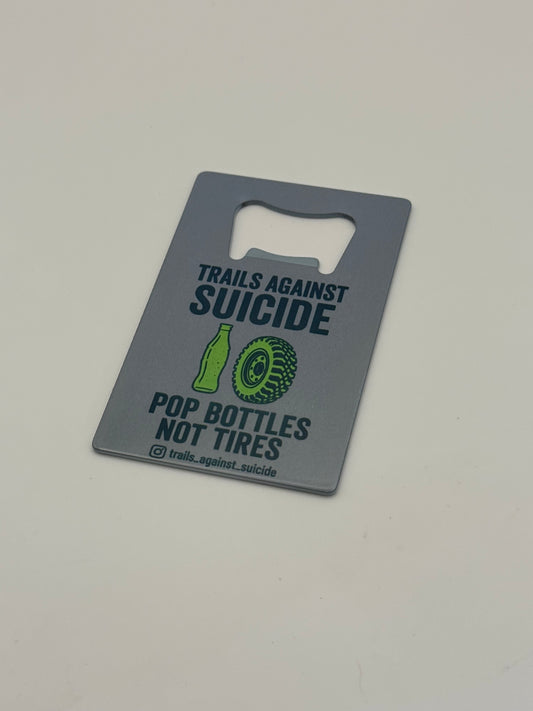 TRAILS AGAINST
SUICIDE
POP BOTTLES
NOT TIRES
trails_against_suicide